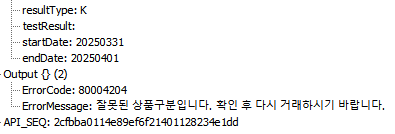 resultType: K
testResult:
startDate: 20250331
endDate: 20250401
Output {} (2)
ErrorCode: 80004204
ErrorMessage: 잘못된 상품구분입니다. 확인 후 다시 거래하시기 바랍니다.
API_SEQ: 2cfbba0114e89ef6f21401128234e1dd